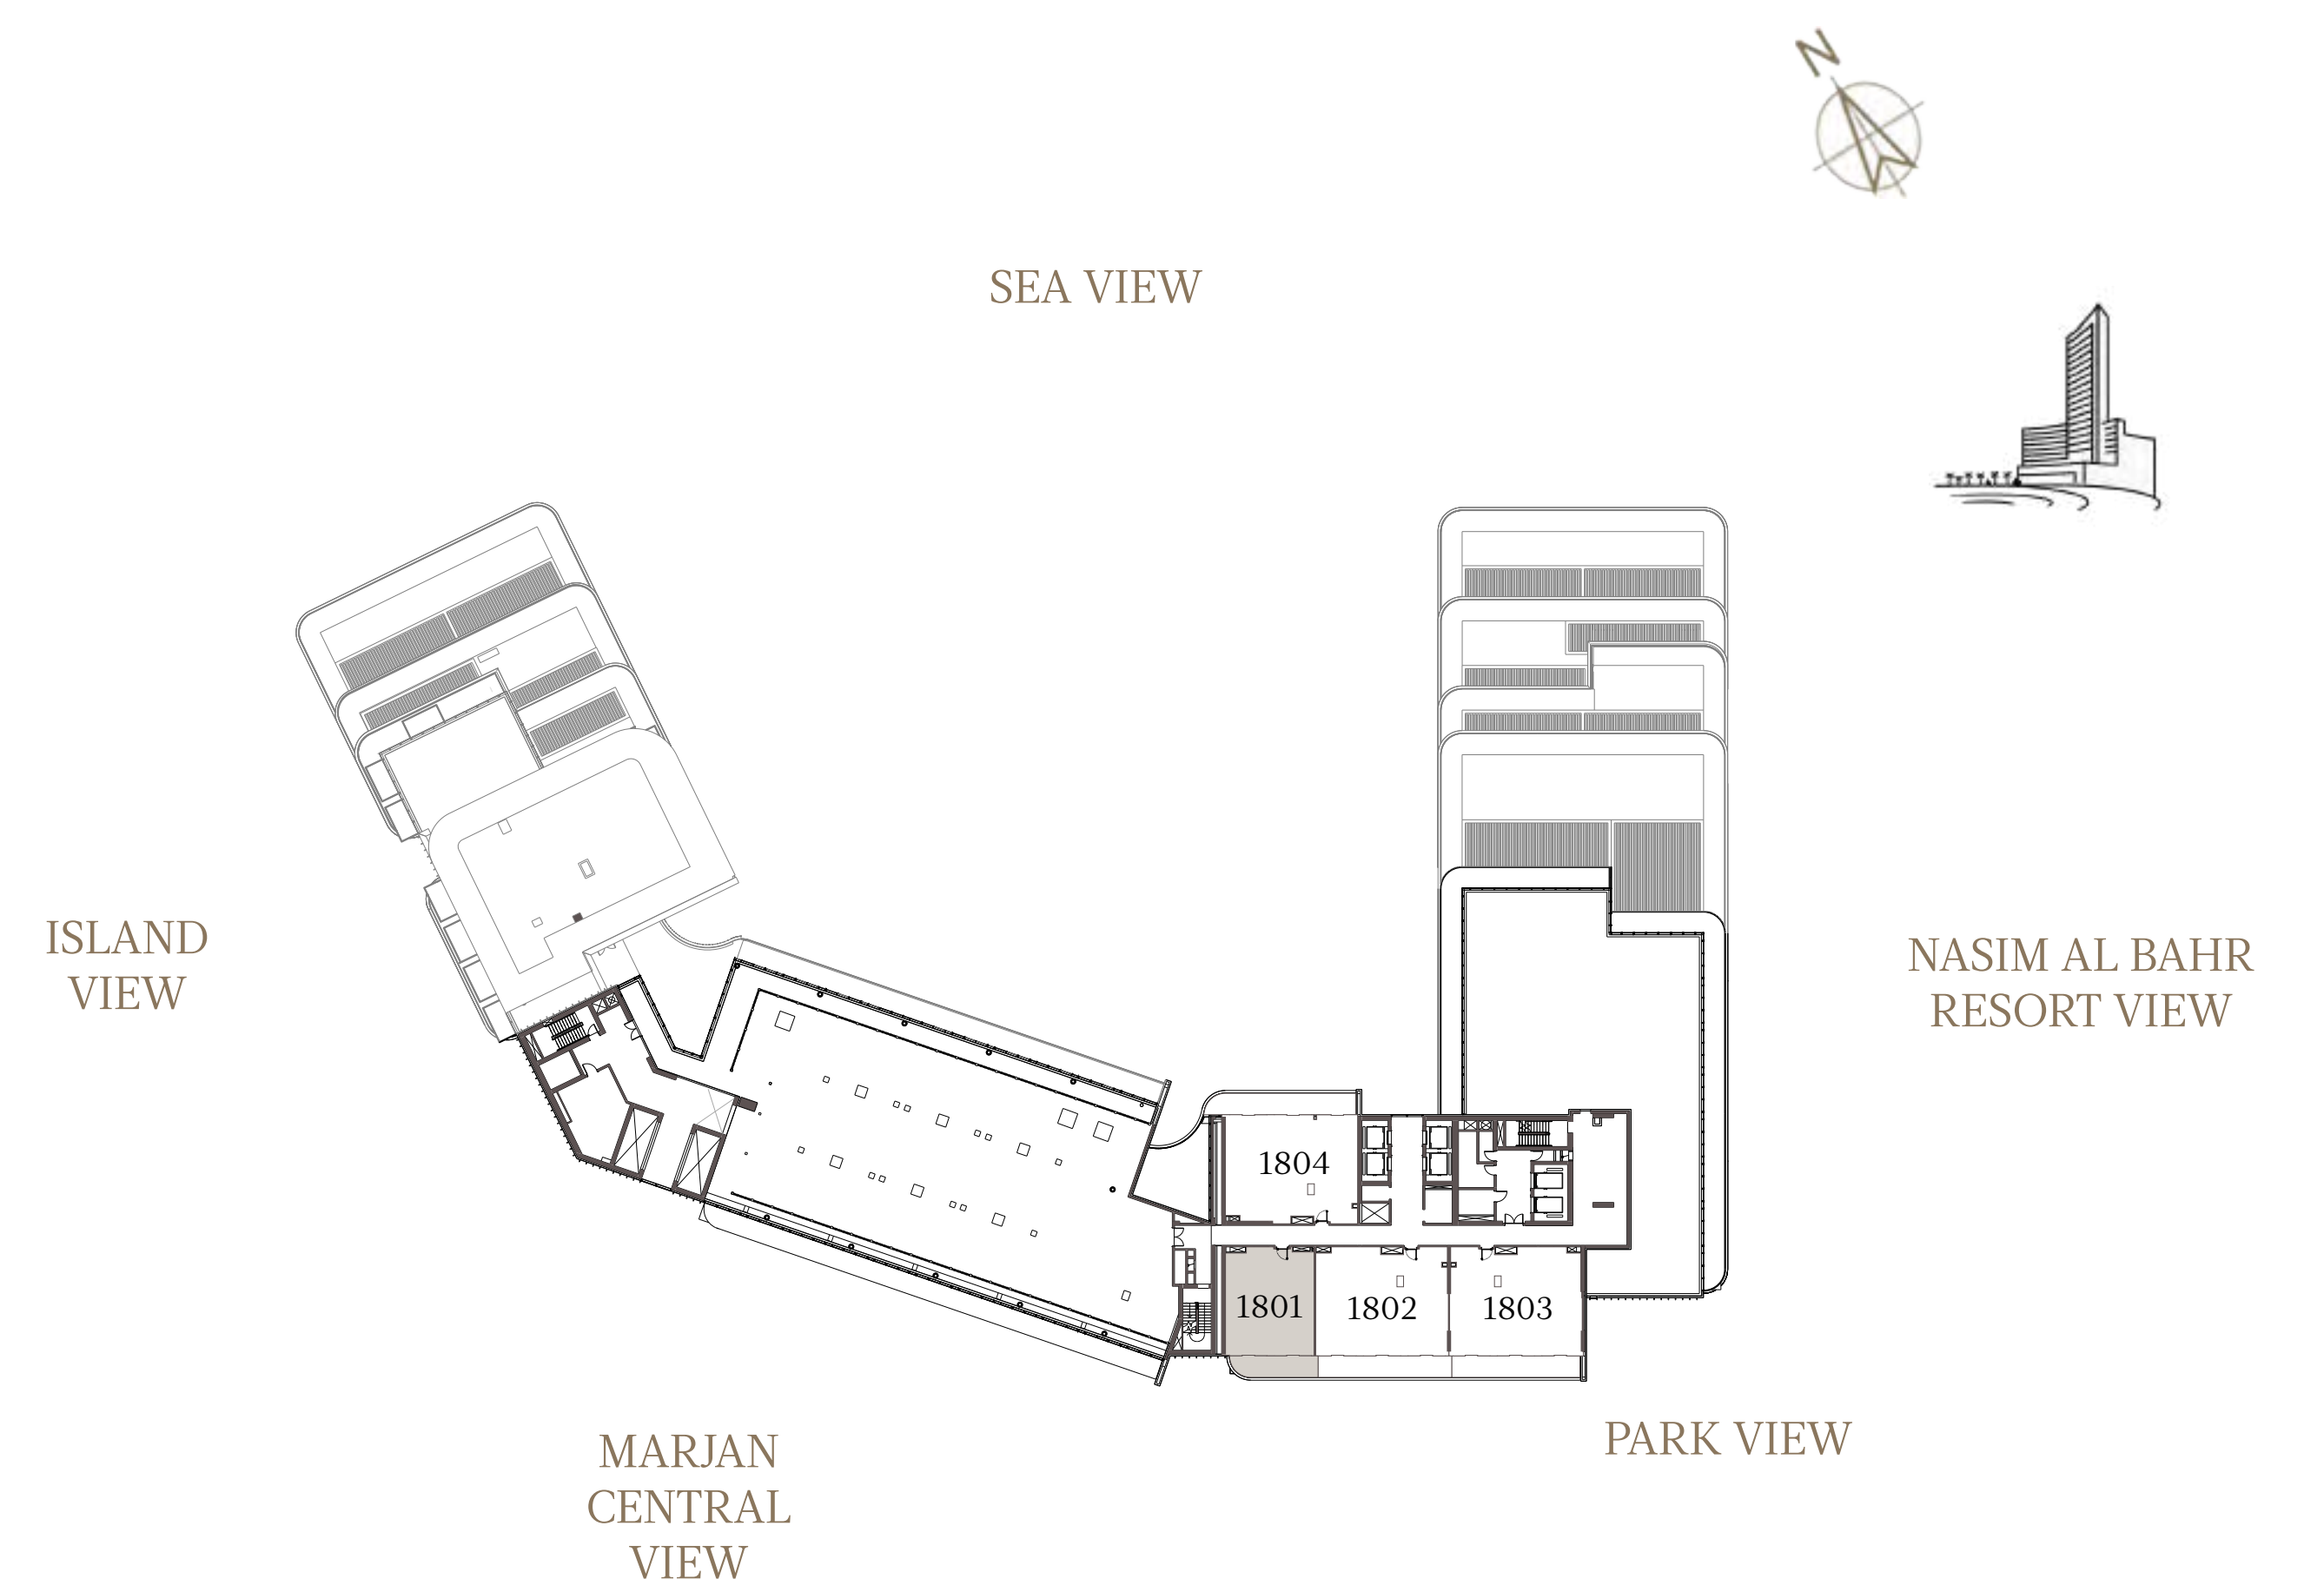 N
SEA VIEW
ISLAND
VIEW
NASIM AL BAHR
RESORT VIEW
1804
1801
1802
1803
PARK VIEW
MARJAN
CENTRAL
VIEW